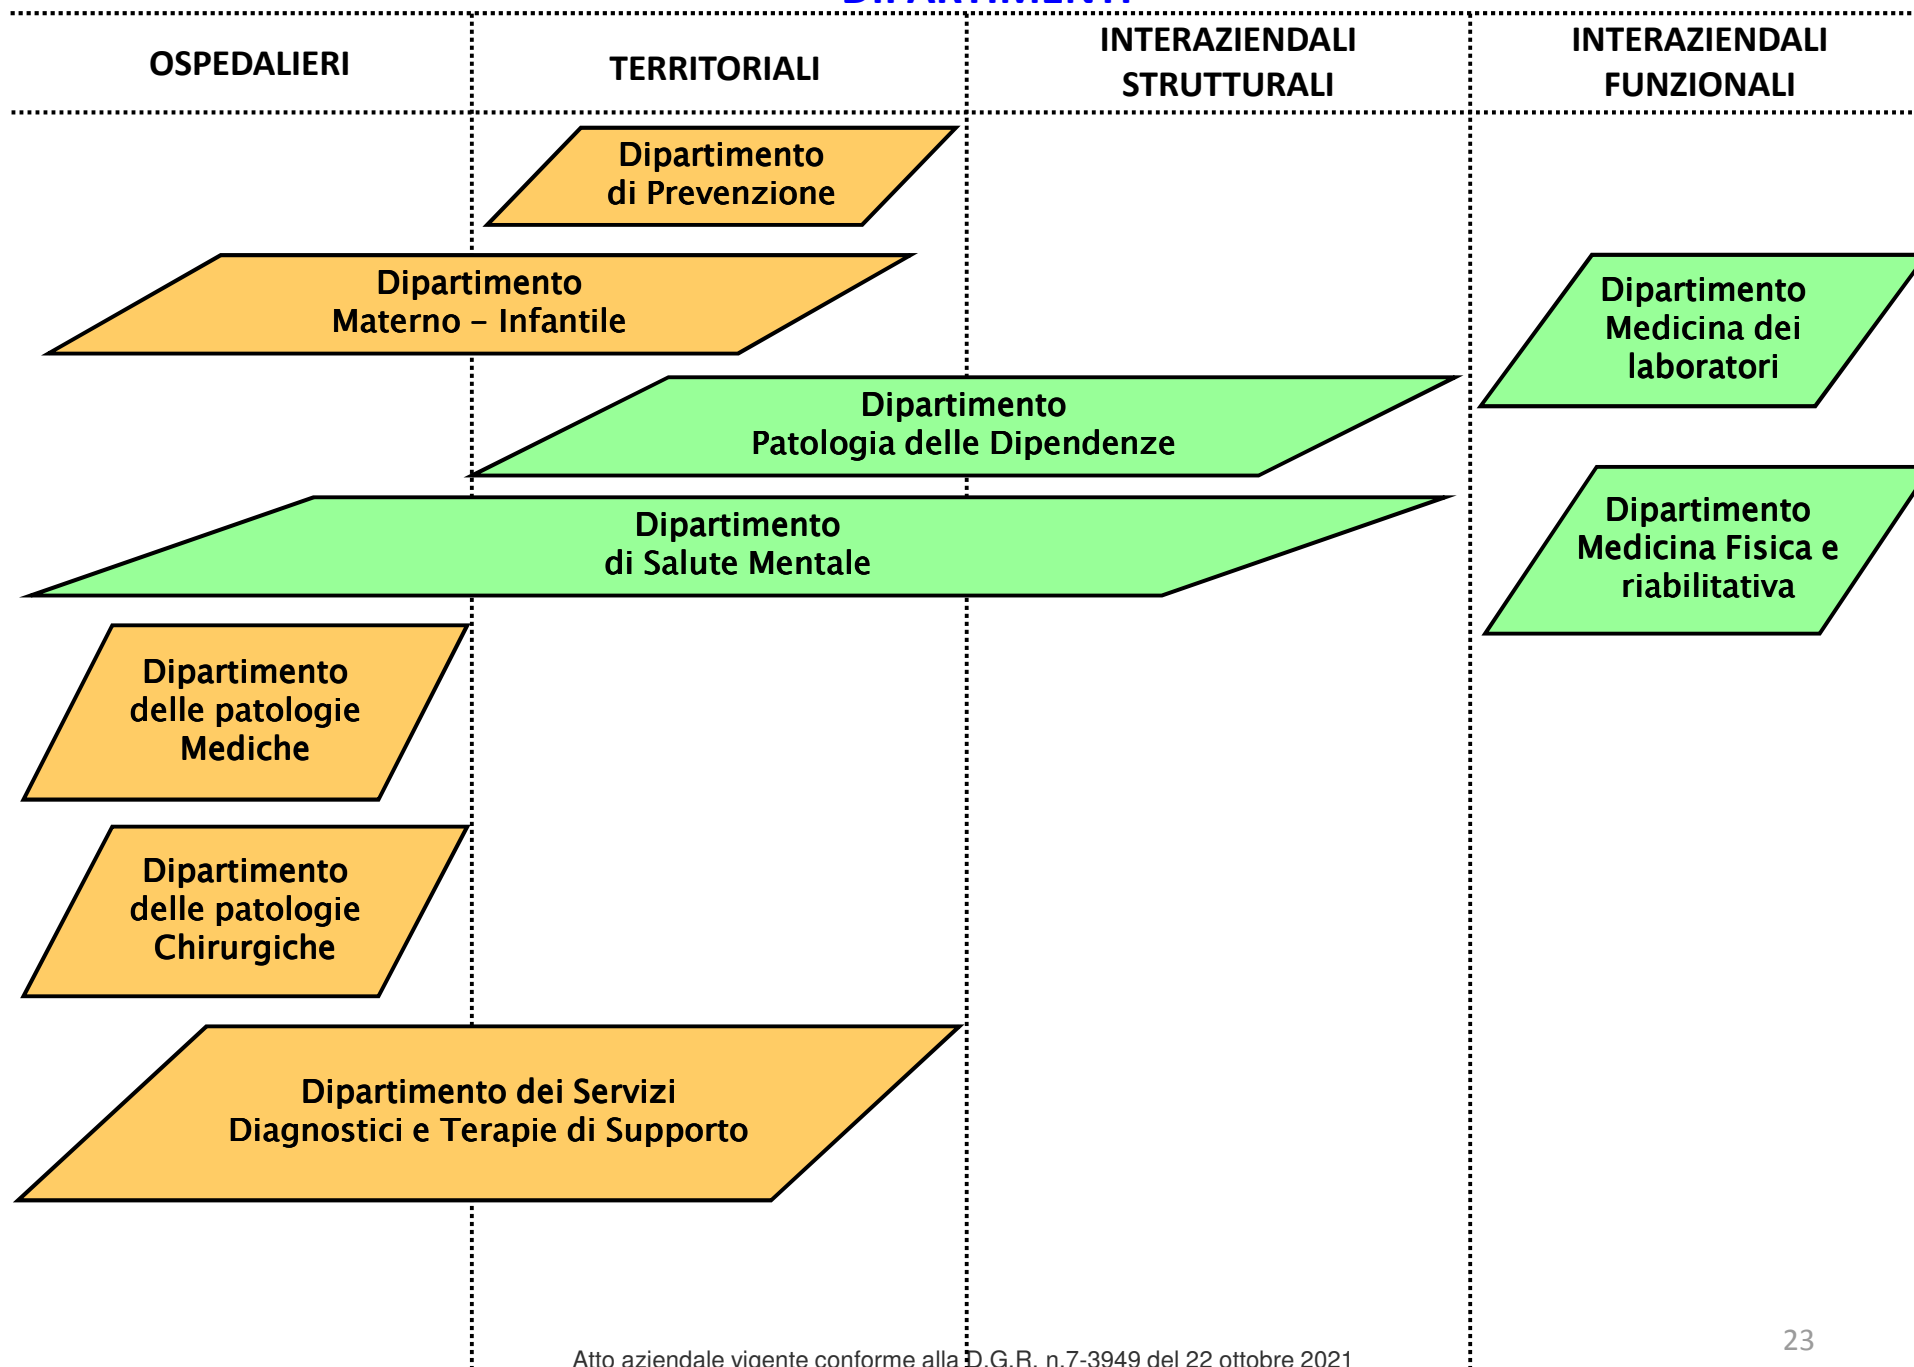 DIPARTIMENTI
OSPEDALIERI
TERRITORIALI
INTERAZIENDALI
STRUTTURALI
INTERAZIENDALI
FUNZIONALI
Dipartimento
di Prevenzione
Dipartimento
Materno – Infantile
Dipartimento
Medicina dei
laboratori
Dipartimento
Patologia delle Dipendenze
Dipartimento
Medicina Fisica e
riabilitativa
Dipartimento
di Salute Mentale
Dipartimento
delle patologie
Mediche
Dipartimento
delle patologie
Chirurgiche
Dipartimento dei Servizi
Diagnostici e Terapie di Supporto
23
Atto aziendale vigente conforme alla D.G.R. n.7-3949 del 22 ottobre 2021